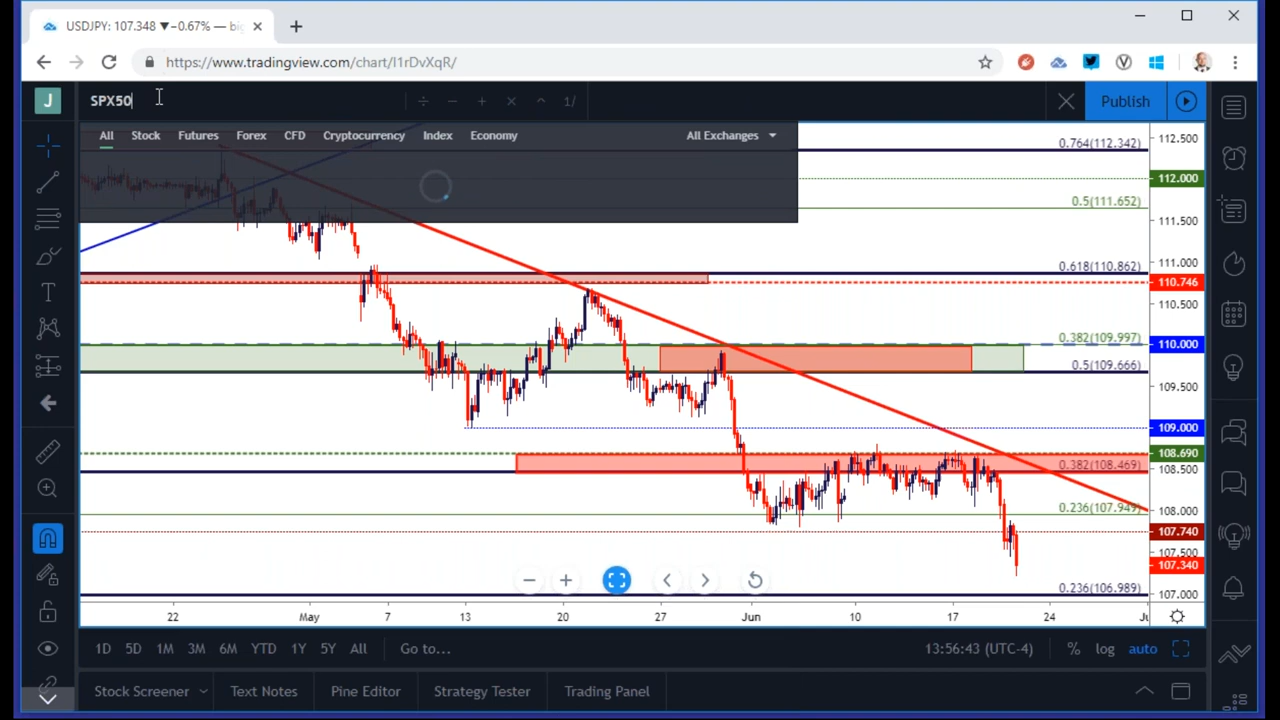 USDJPY: 107.348 ▼−0.67% —
https://www.tradingview.com/chart/I1rDvXqR/
J
SPX50
1/
Publish
All Stock Futures Forex CFD Cryptocurrency Index Economy All Exchanges
112.500
0.764(112.342)
112.000
0.5(111.652)
111.500
111.000
0.618(110.862)
110.746
110.500
0.382(109.997)
110.000
0.5(109.666)
109.500
109.000
108.690
0.382(108.469)
108.500
0.236(107.949)
108.000
107.740
107.500
107.340
0.236(106.989)
107.000
22 May 7 13 20 27 Jun 10 17 24
1D 5D 1M 3M 6M YTD 1Y 5Y All Go to... 13:56:43 (UTC-4) % log auto
Stock Screener Text Notes Pine Editor Strategy Tester Trading Panel